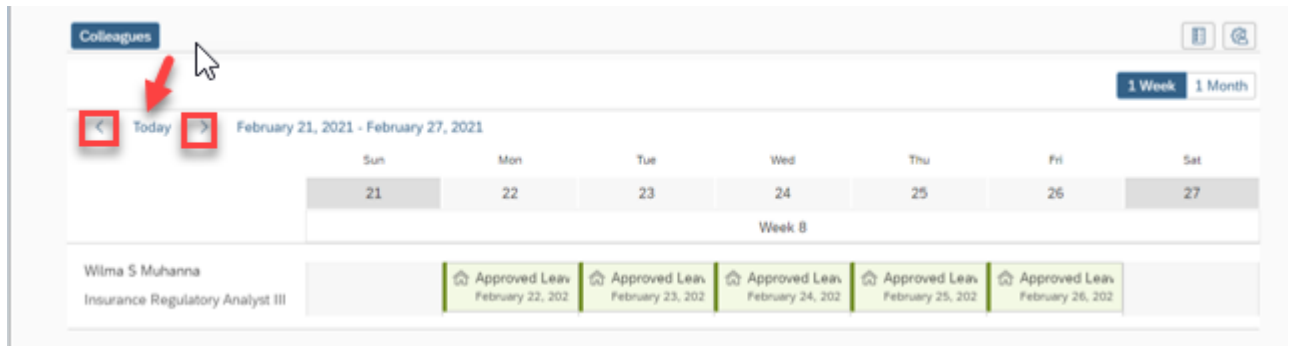 Colleagues
1 Week 1 Month
Today February 21, 2021 - February 27, 2021
Sun Mon Tue Wed Thu Fri Sat
21 22 23 24 25 26 27
Week 8
Wilma S Muhanna
Insurance Regulatory Analyst III
Approved Leav Approved Leav Approved Leav Approved Leav Approved Leav
February 22, 202 February 23, 202 February 24, 202 February 25, 202 February 26, 202